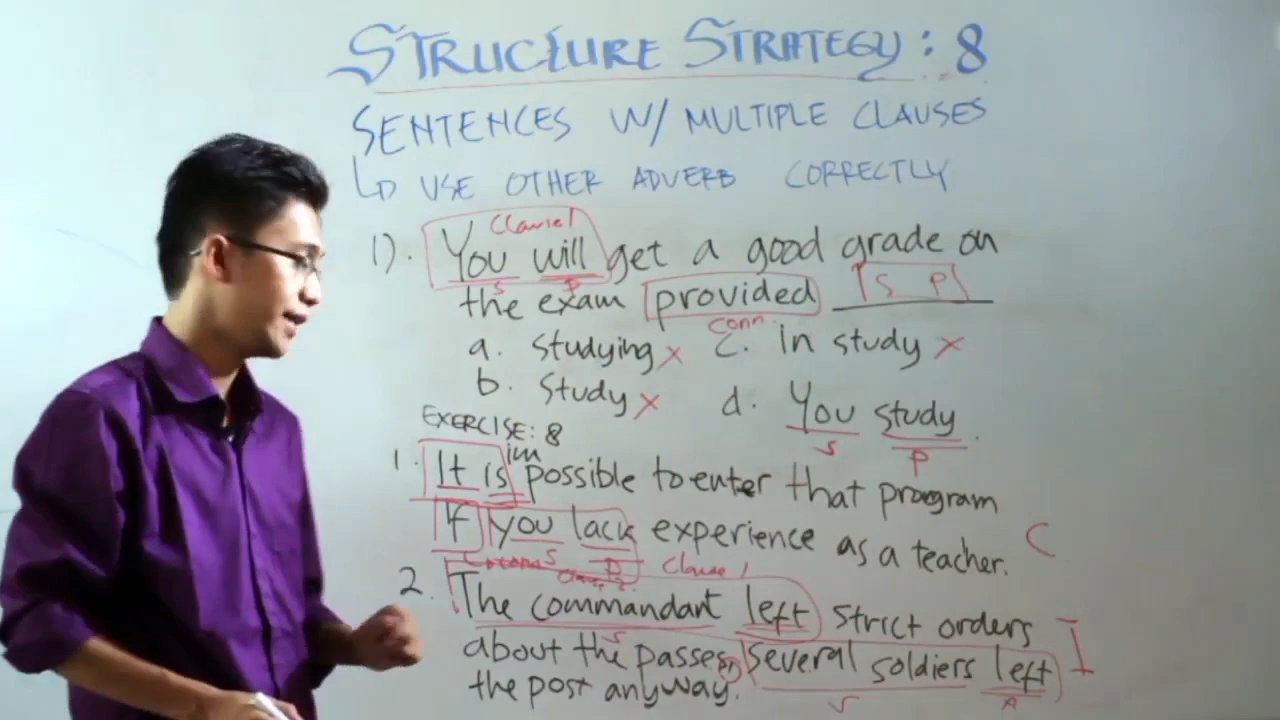 STRUCTURE STRATEGY : 8
SENTENCES W/ MULTIPLE CLAUSES
USE OTHER ADVERB CORRECTLY
Clause 1
1). You will get a good grade on
S P
the exam provided S P
conn.
a. studying x c. in study x
b. study x d. You study.
S P
EXERCISE: 8
im
1. It is possible to enter that program
If you lack experience as a teacher. C
S P Clause 1
2. The commandant left strict orders
S
about the passes, several soldiers left I
the post anyway.
S